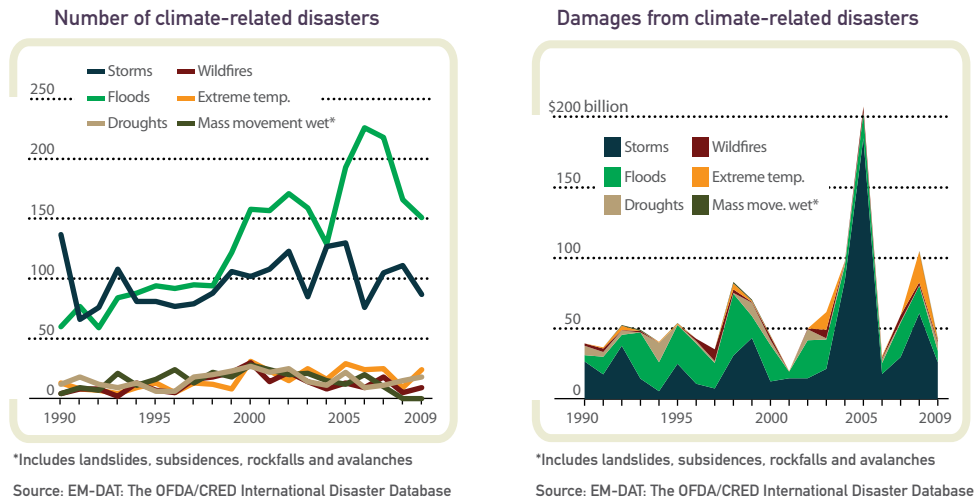 Number of climate-related disasters
Storms
Wildfires
Floods
Extreme temp.
Droughts
Mass movement wet*
250
200
150
100
50
0
1990
1995
2000
2005
2009
*Includes landslides, subsidences, rockfalls and avalanches
Source: EM-DAT: The OFDA/CRED International Disaster Database
Damages from climate-related disasters
$200 billion
Storms
Wildfires
Floods
Extreme temp.
Droughts
Mass move. wet*
150
100
50
0
1990
1995
2000
2005
2009
*Includes landslides, subsidences, rockfalls and avalanches
Source: EM-DAT: The OFDA/CRED International Disaster Database